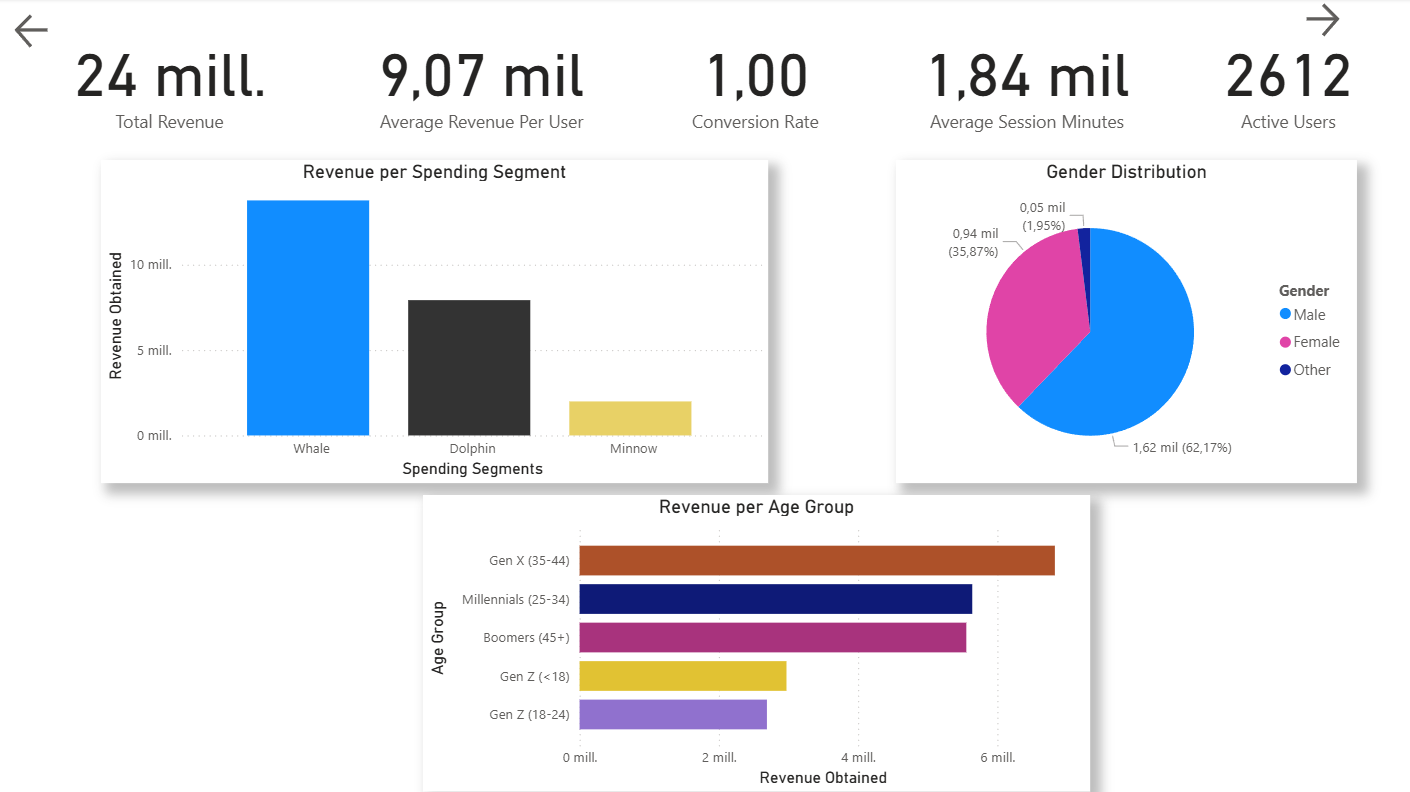 24 mill.
Total Revenue
9,07 mil
Average Revenue Per User
1,00
Conversion Rate
1,84 mil
Average Session Minutes
2612
Active Users
Revenue per Spending Segment
Revenue Obtained
10 mill.
5 mill.
0 mill.
Whale
Dolphin
Minnow
Spending Segments
Gender Distribution
0,05 mil
(1,95%)
0,94 mil
(35,87%)
1,62 mil (62,17%)
Gender
Male
Female
Other
Revenue per Age Group
Age Group
Gen X (35-44)
Millennials (25-34)
Boomers (45+)
Gen Z (<18)
Gen Z (18-24)
0 mill.
2 mill.
4 mill.
6 mill.
Revenue Obtained